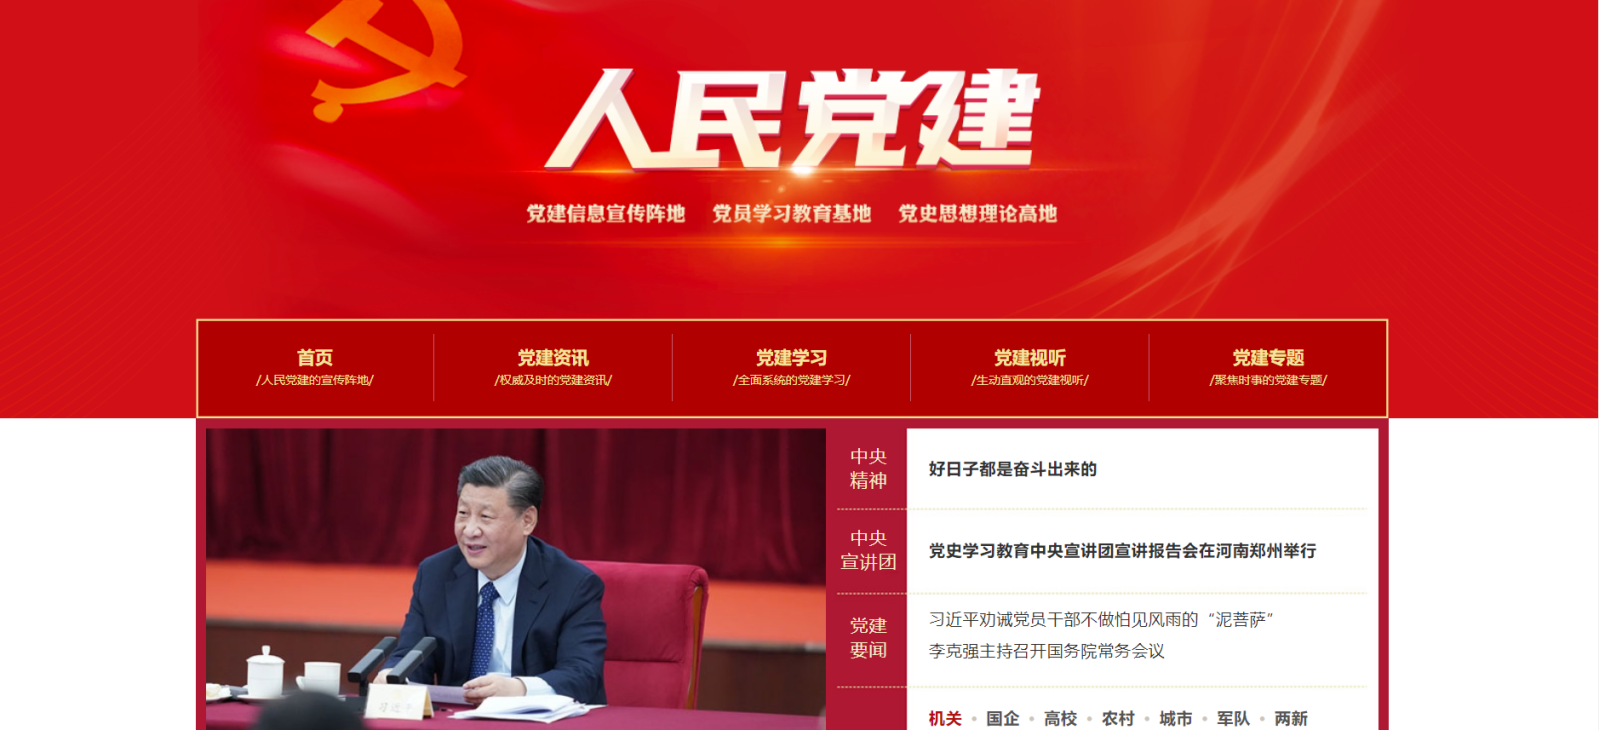 人民党建
党建信息宣传阵地 党员学习教育基地 党史思想理论高地
首页 党建资讯 党建学习 党建视听 党建专题
/人民党建的宣传阵地/ /权威及时的党建资讯/ /全面系统的党建学习/ /生动直观的党建视听/ /聚焦时事的党建专题/
中央
精神
好日子都是奋斗出来的
中央
宣讲团
党史学习教育中央宣讲团宣讲报告会在河南郑州举行
党建
要闻
习近平劝诫党员干部不做怕见风雨的“泥菩萨”
李克强主持召开国务院常务会议
机关 • 国企 • 高校 • 农村 • 城市 • 军队 • 两新
习近平